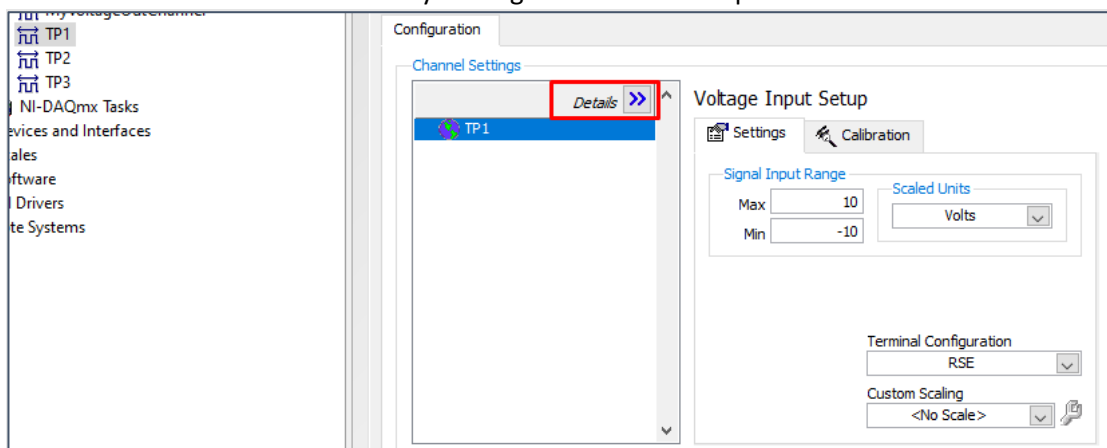 TP1
TP2
TP3
NI-DAQmx Tasks
evices and Interfaces
ales
ftware
Drivers
te Systems
Configuration
Channel Settings
Details
TP1
Voltage Input Setup
Settings
Calibration
Signal Input Range
Max 10
Min -10
Scaled Units
Volts
Terminal Configuration
RSE
Custom Scaling
<No Scale>